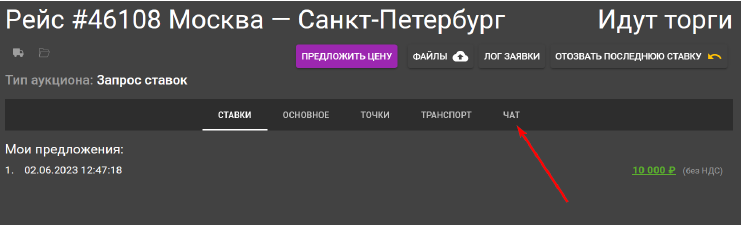 Рейс #46108 Москва — Санкт-Петербург Идут торги
ПРЕДЛОЖИТЬ ЦЕНУ ФАЙЛЫ ЛОГ ЗАЯВКИ ОТОЗВАТЬ ПОСЛЕДНЮЮ СТАВКУ
Тип аукциона: Запрос ставок
СТАВКИ ОСНОВНОЕ ТОЧКИ ТРАНСПОРТ ЧАТ
Мои предложения:
1. 02.06.2023 12:47:18 10 000 ₽ (без НДС)